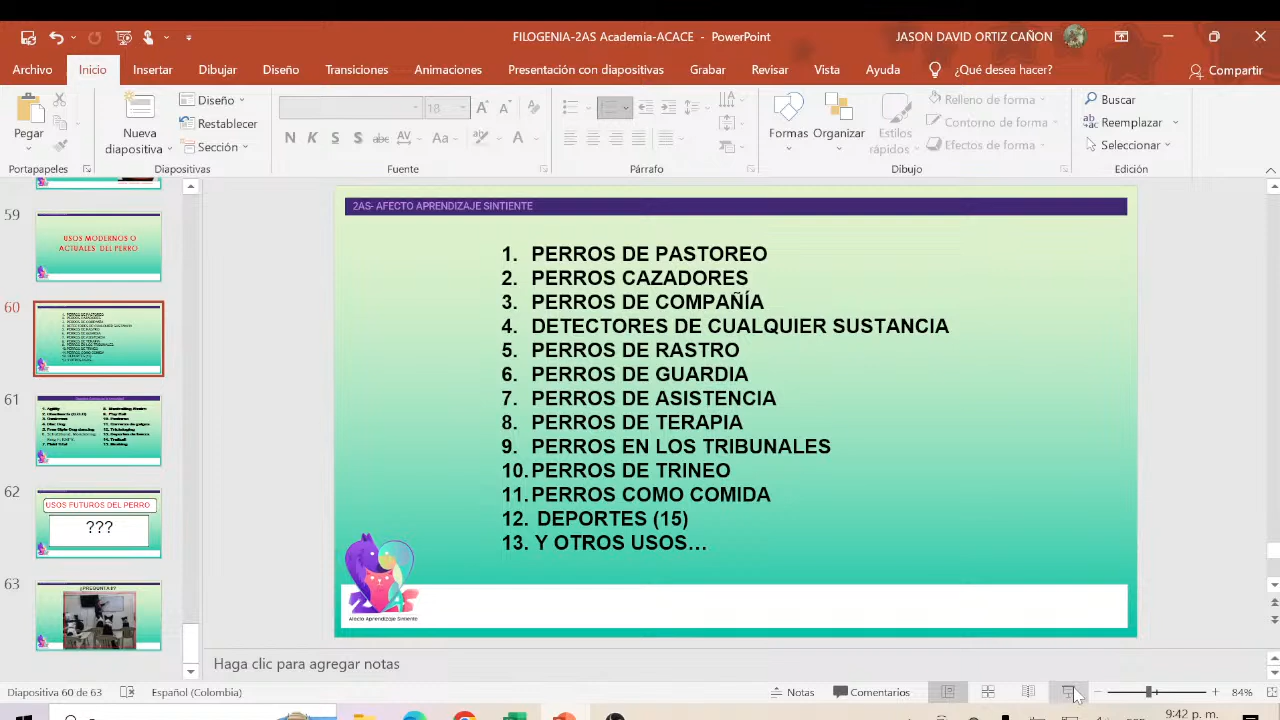 FILOGENIA-2AS Academia-ACACE - PowerPoint
JASON DAVID ORTIZ CAÑON
Archivo Inicio Insertar Dibujar Diseño Transiciones Animaciones Presentación con diapositivas Grabar Revisar Vista Ayuda ¿Qué desea hacer? Compartir
Pegar
Nueva diapositiva
Diseño
Restablecer
Sección
18
N K S S abc AV Aa A
Formas Organizar Estilos rápidos
Relleno de forma
Contorno de forma
Efectos de forma
Buscar
Reemplazar
Seleccionar
Portapapeles Diapositivas Fuente Párrafo Dibujo Edición
59
USOS MODERNOS O
ACTUALES DEL PERRO
60
61
62
USOS FUTUROS DEL PERRO
???
63
2AS- AFECTO APRENDIZAJE SINTIENTE
1. PERROS DE PASTOREO
2. PERROS CAZADORES
3. PERROS DE COMPAÑÍA
4. DETECTORES DE CUALQUIER SUSTANCIA
5. PERROS DE RASTRO
6. PERROS DE GUARDIA
7. PERROS DE ASISTENCIA
8. PERROS DE TERAPIA
9. PERROS EN LOS TRIBUNALES
10. PERROS DE TRINEO
11. PERROS COMO COMIDA
12. DEPORTES (15)
13. Y OTROS USOS...
Afecto Aprendizaje Sintiente
Haga clic para agregar notas
Diapositiva 60 de 63 Español (Colombia) Notas Comentarios 84%
9:42 p. m.